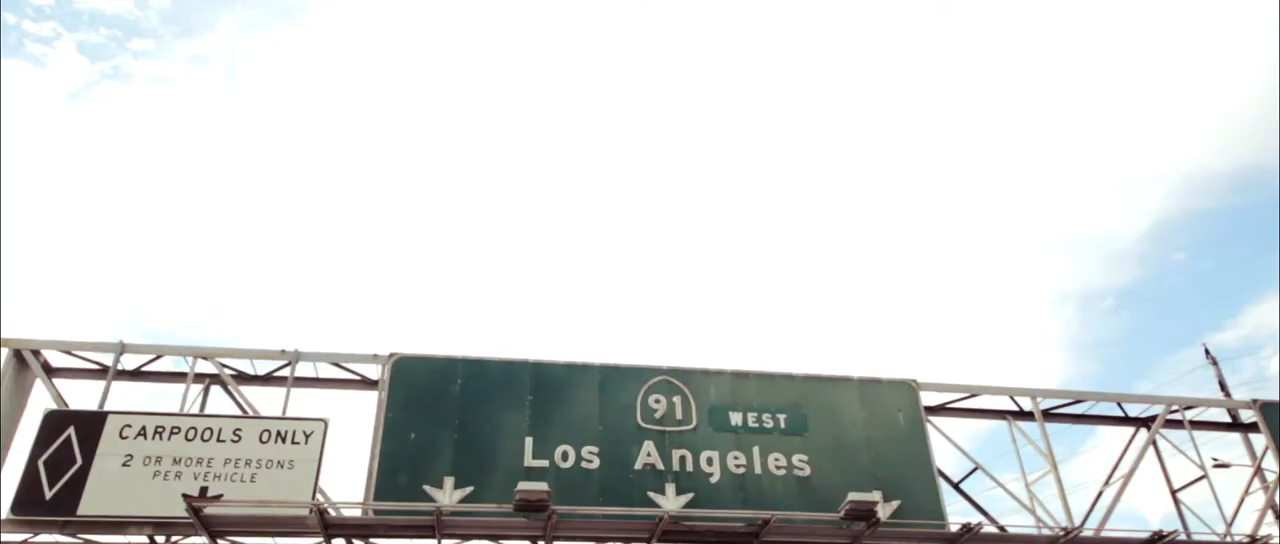 CARPOOLS ONLY
2 OR MORE PERSONS
PER VEHICLE
91 WEST
Los Angeles